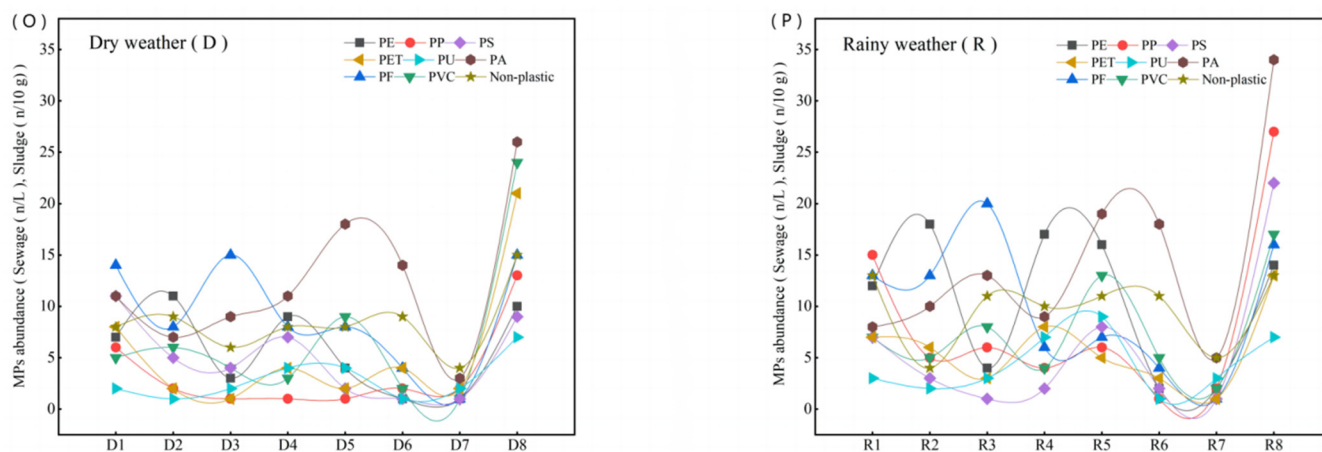 ( O )
Dry weather ( D )
PE PP PS
PET PU PA
PF PVC Non-plastic
MPs abundance ( Sewage ( n/L ), Sludge ( n/10 g) )
35
30
25
20
15
10
5
0
D1 D2 D3 D4 D5 D6 D7 D8
( P )
Rainy weather ( R )
PE PP PS
PET PU PA
PF PVC Non-plastic
MPs abundance ( Sewage ( n/L ), Sludge ( n/10 g) )
35
30
25
20
15
10
5
0
R1 R2 R3 R4 R5 R6 R7 R8